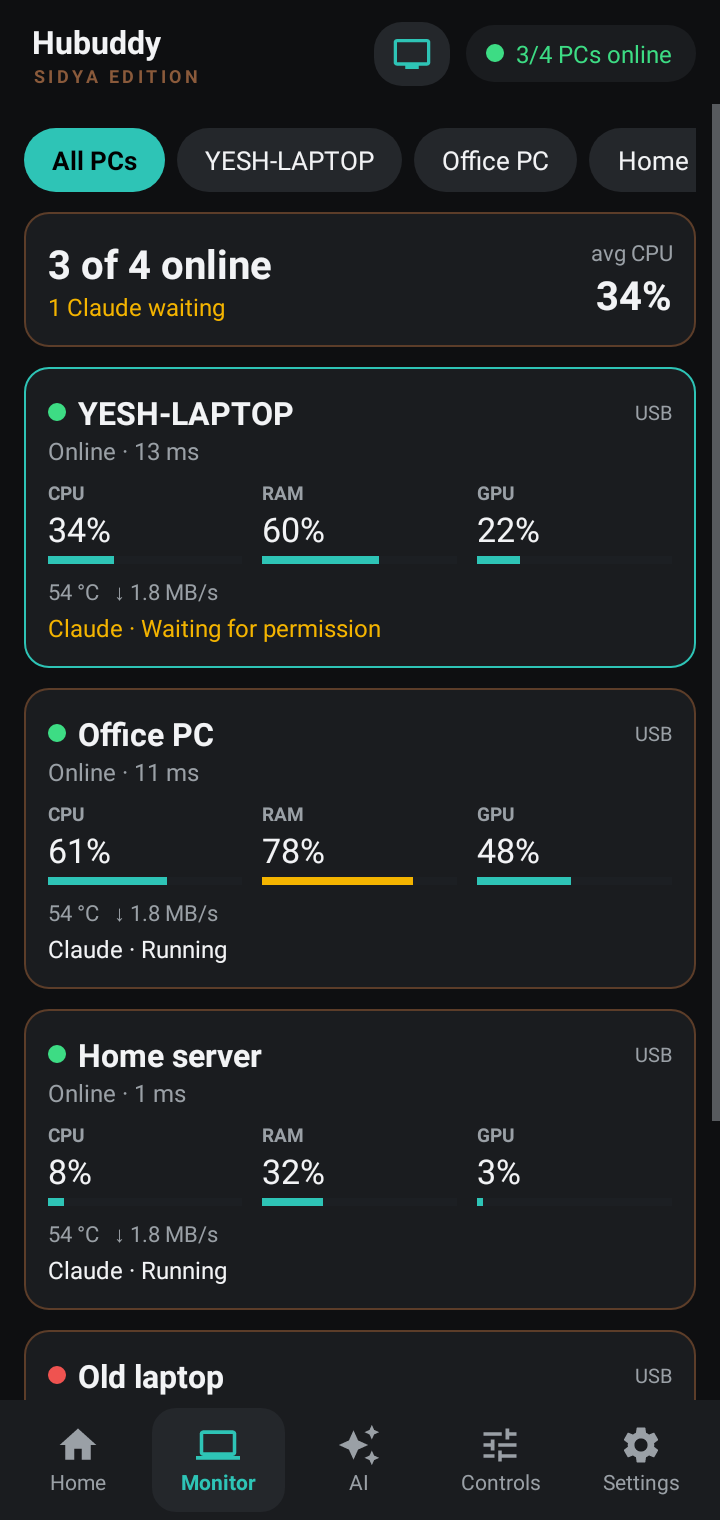 Hubuddy
SIDYA EDITION
3/4 PCs online
All PCs
YESH-LAPTOP
Office PC
Home
3 of 4 online
1 Claude waiting
avg CPU
34%
YESH-LAPTOP
USB
Online · 13 ms
CPU RAM GPU
34% 60% 22%
54 °C ↓ 1.8 MB/s
Claude · Waiting for permission
Office PC
USB
Online · 11 ms
CPU RAM GPU
61% 78% 48%
54 °C ↓ 1.8 MB/s
Claude · Running
Home server
USB
Online · 1 ms
CPU RAM GPU
8% 32% 3%
54 °C ↓ 1.8 MB/s
Claude · Running
Old laptop
USB
Home
Monitor
AI
Controls
Settings